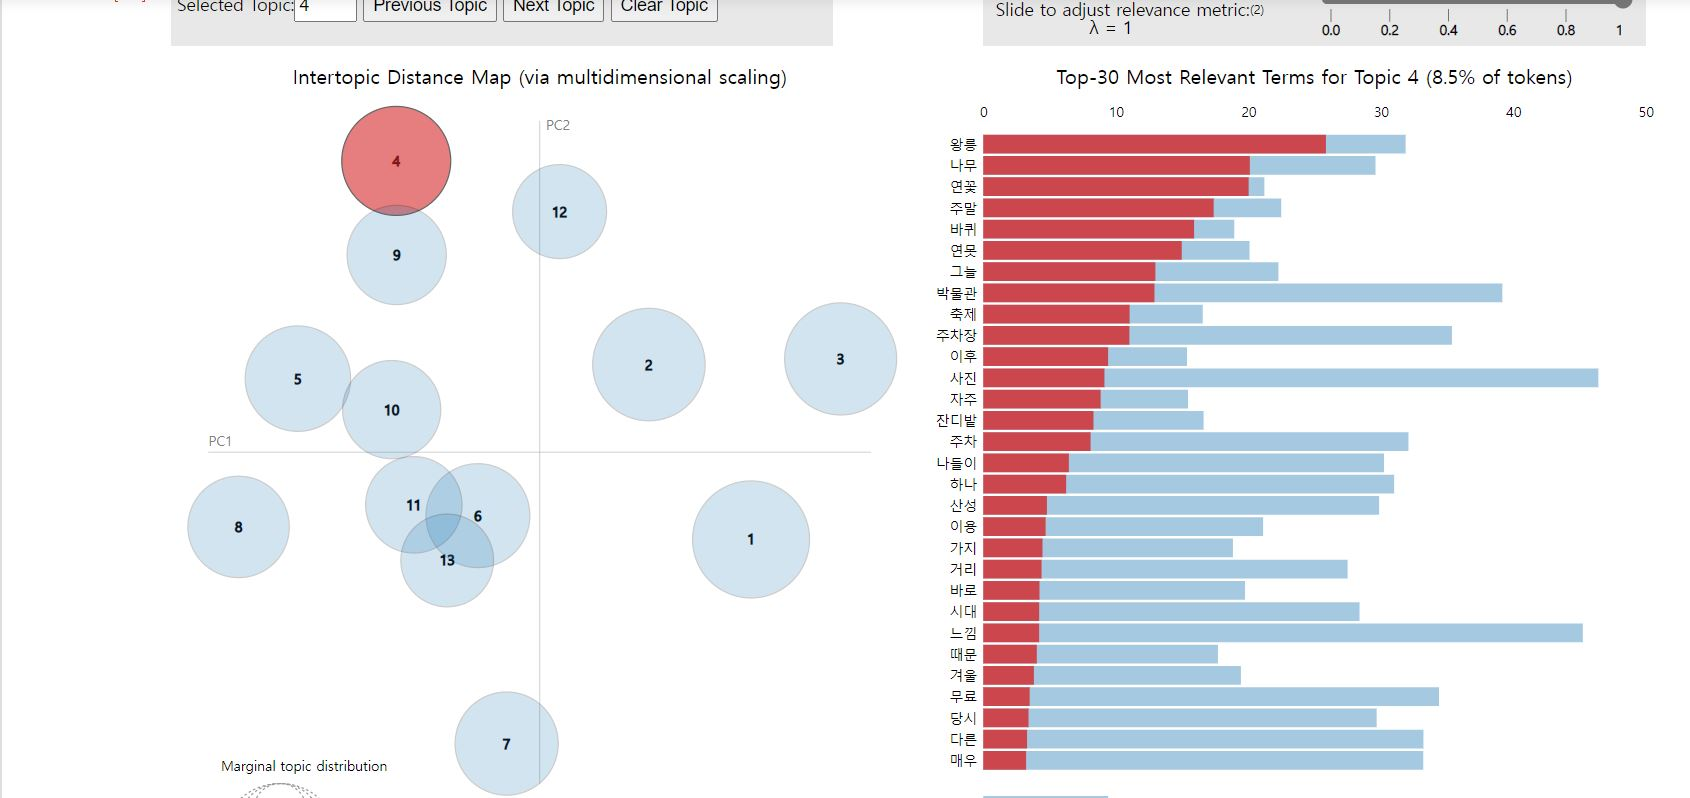 Selected Topic: 4 Previous Topic Next Topic Clear Topic
Slide to adjust relevance metric:(2)
λ = 1
0.0 0.2 0.4 0.6 0.8 1
Intertopic Distance Map (via multidimensional scaling)
PC2
4
12
9
2
3
5
10
PC1
11
6
8
1
13
7
Marginal topic distribution
Top-30 Most Relevant Terms for Topic 4 (8.5% of tokens)
0 10 20 30 40 50
왕릉
나무
연꽃
주말
바퀴
연못
그늘
박물관
축제
주차장
이후
사진
자주
잔디밭
주차
나들이
하나
산성
이용
가지
거리
바로
시대
느낌
때문
겨울
무료
당시
다른
매우